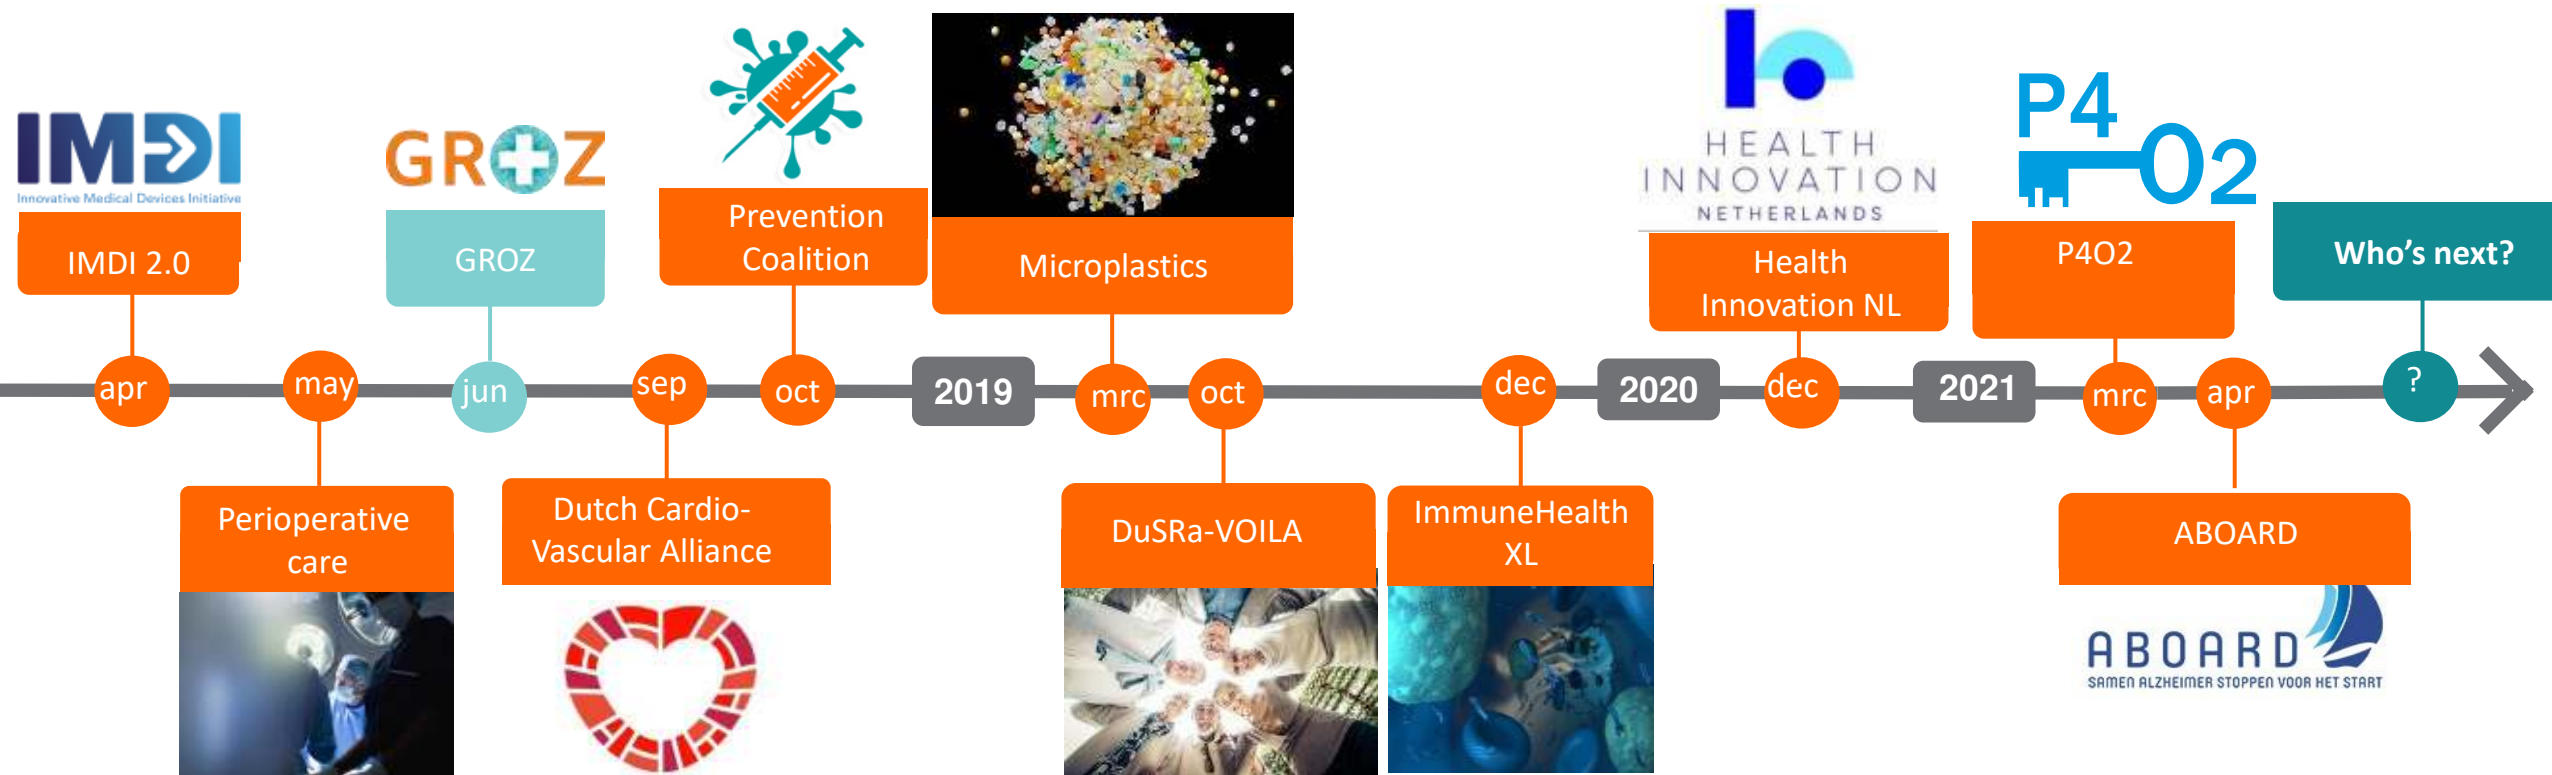 IMDI
Innovative Medical Devices Initiative
IMDI 2.0
GROZ
GROZ
Prevention
Coalition
Microplastics
HEALTH
INNOVATION
NETHERLANDS
Health
Innovation NL
P4
O2
P4O2
Who's next?
apr
may
jun
sep
oct
2019
mrc
oct
dec
2020
dec
2021
mrc
apr
?
Perioperative
care
Dutch Cardio-
Vascular Alliance
DuSRa-VOILA
ImmuneHealth
XL
ABOARD
ABOARD
SAMEN ALZHEIMER STOPPEN VOOR HET START